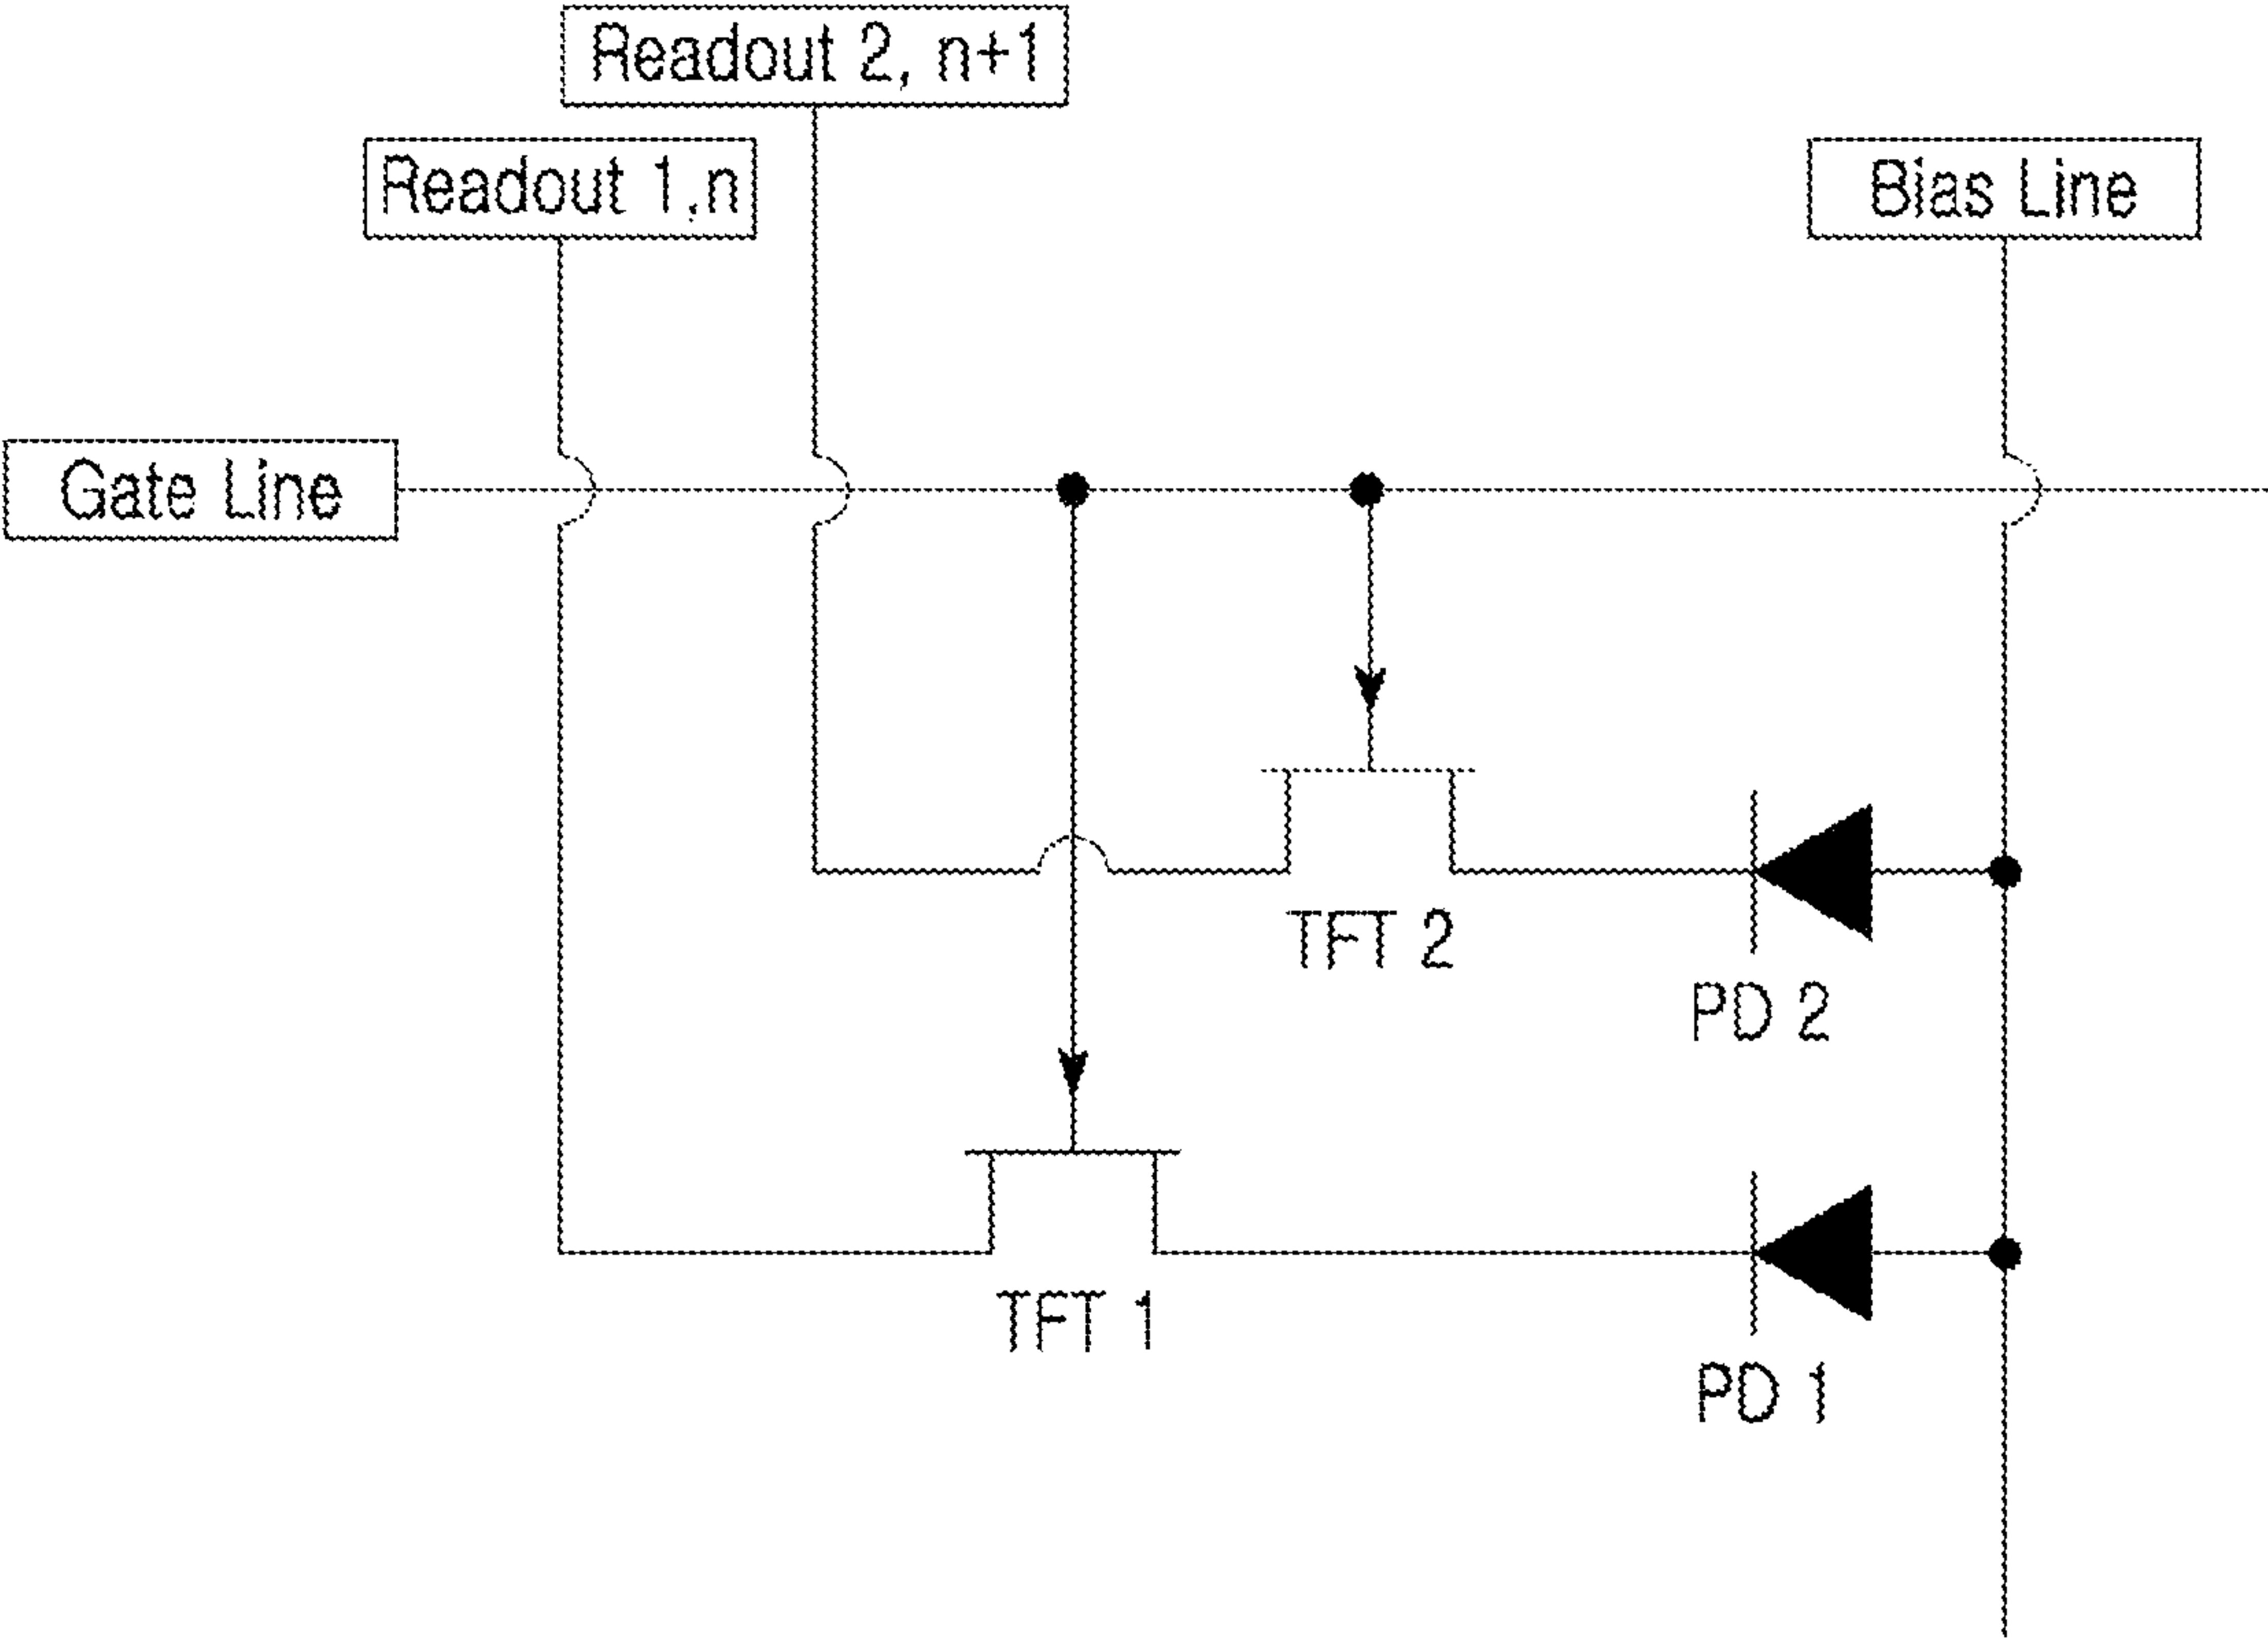 Readout 2, n+1
Readout 1,n
Bias Line
Gate Line
TFT 2
PD 2
TFT 1
PD 1